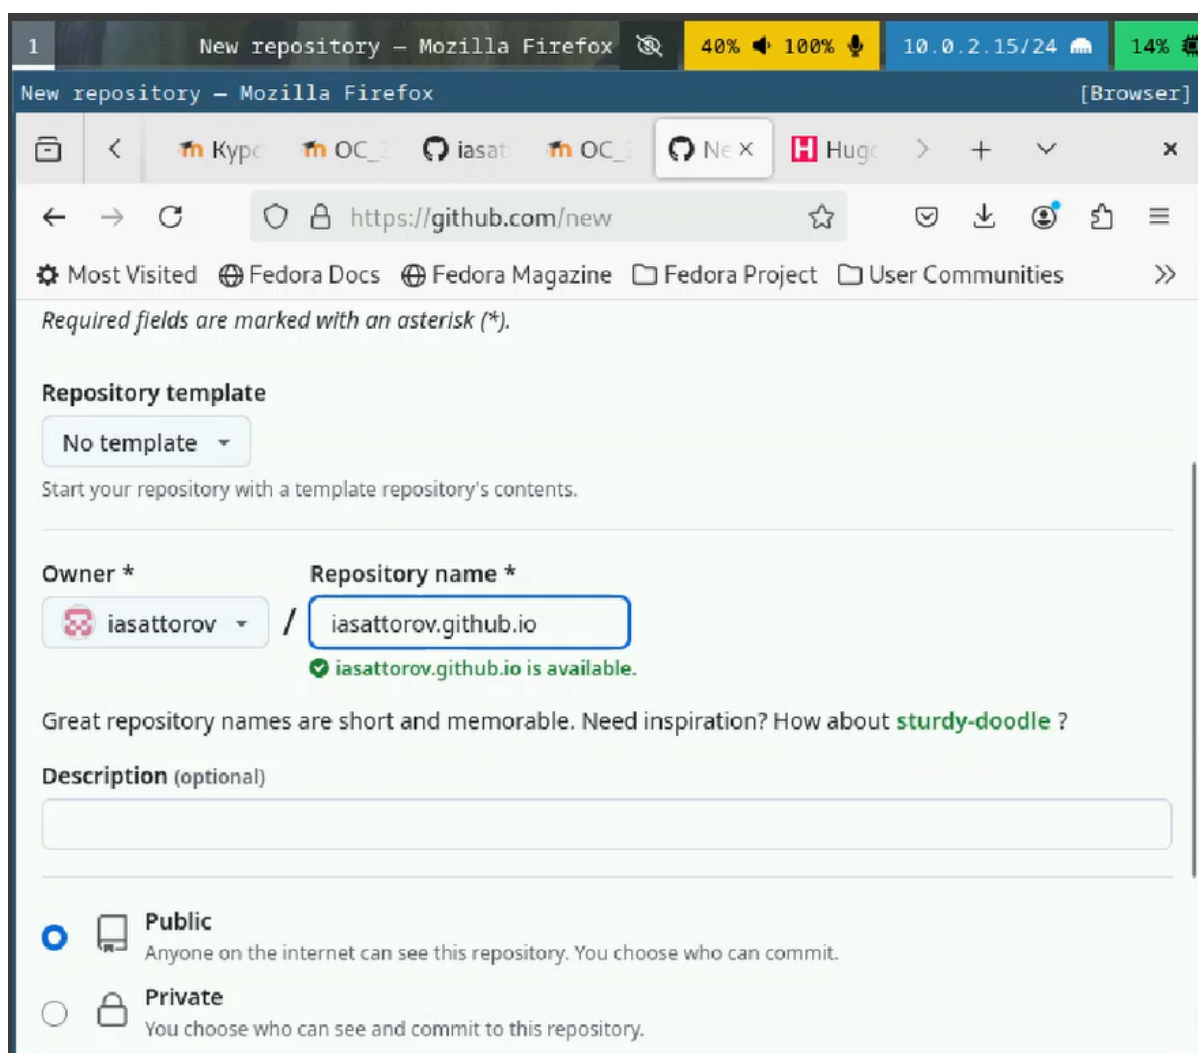 1 New repository — Mozilla Firefox 40% 100% 10.0.2.15/24 14%
New repository — Mozilla Firefox [Browser]
Курс OC_3 iasat OC_3 Ne Hugo
https://github.com/new
Most Visited Fedora Docs Fedora Magazine Fedora Project User Communities
Required fields are marked with an asterisk (*).
Repository template
No template
Start your repository with a template repository's contents.
Owner * Repository name *
iasattorov / iasattorov.github.io
iasattorov.github.io is available.
Great repository names are short and memorable. Need inspiration? How about sturdy-doodle ?
Description (optional)
Public
Anyone on the internet can see this repository. You choose who can commit.
Private
You choose who can see and commit to this repository.